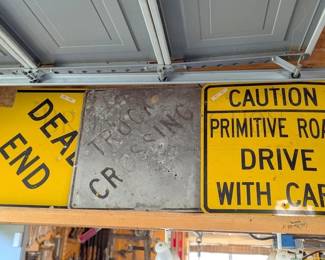 DEAD
END
TRUCK
CROSSING
CAUTION
PRIMITIVE ROA
DRIVE
WITH CAR